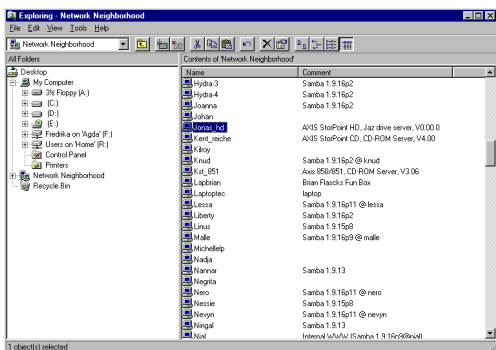 Exploring - Network Neighborhood
File Edit View Tools Help
Network Neighborhood
All Folders
Contents of 'Network Neighborhood'
Desktop
My Computer
3½ Floppy (A:)
(C:)
(D:)
(E:)
Fredrika on 'Agda' (F:)
Users on 'Home' (R:)
Control Panel
Printers
Network Neighborhood
Recycle Bin
Name Comment
Hydra-3 Samba 1.9.16p2
Hydra-4 Samba 1.9.16p2
Joanna Samba 1.9.16p2
Johan
Jonas_hd AXIS StorPoint HD, Jaz drive server, V0.00.0
Kent_reiche AXIS StorPoint CD, CD-ROM Server, V4.00
Kilroy
Knud Samba 1.9.16p2 @ knud
Kst_851 Axis 850/851, CD-ROM Server, V3.06
Lapbrian Brian Flascks Fun Box
Laptoptec laptop
Lessa Samba 1.9.16p11 @ lessa
Liberty Samba 1.9.16p2
Linus Samba 1.9.15p8
Malle Samba 1.9.16p9 @ malle
Michellelp
Nadja
Nannar Samba 1.9.13
Negrita
Nero Samba 1.9.16p11 @ nero
Nessie Samba 1.9.15p8
Nevyn Samba 1.9.16p11 @ nevyn
Ningal Samba 1.9.13
Nial Internal WWW (Samba 1.9.16p9@nial)
1 object(s) selected